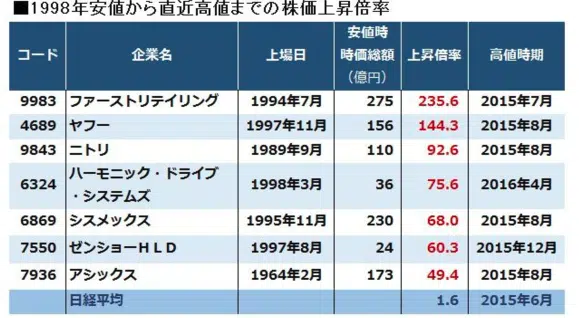 ■1998年安値から直近高値までの株価上昇倍率
コード 企業名 上場日 安値時時価総額（億円） 上昇倍率 高値時期
9983 ファーストリテイリング 1994年7月 275 235.6 2015年7月
4689 ヤフー 1997年11月 156 144.3 2015年8月
9843 ニトリ 1989年9月 110 92.6 2015年8月
6324 ハーモニック・ドライブ・システムズ 1998年3月 36 75.6 2016年4月
6869 シスメックス 1995年11月 230 68.0 2015年8月
7550 ゼンショーＨＬＤ 1997年8月 24 60.3 2015年12月
7936 アシックス 1964年2月 173 49.4 2015年8月
日経平均 1.6 2015年6月